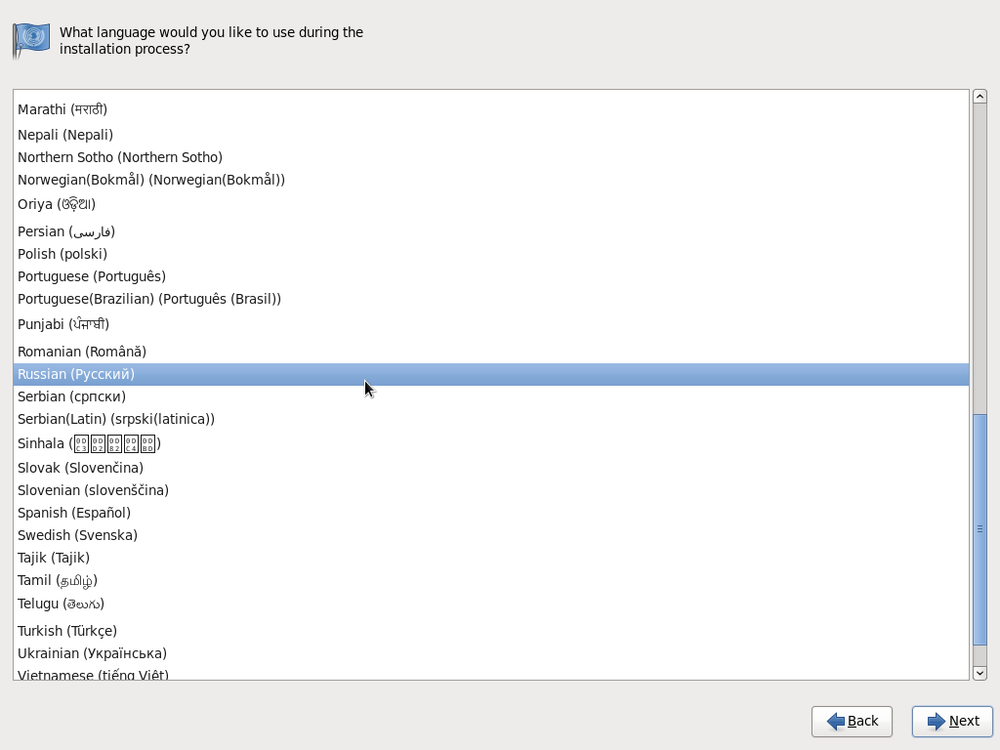 What language would you like to use during the
installation process?
Marathi (मराठी)
Nepali (Nepali)
Northern Sotho (Northern Sotho)
Norwegian(Bokmål) (Norwegian(Bokmål))
Oriya (ଓଡ଼ିଆ)
Persian (فارسی)
Polish (polski)
Portuguese (Português)
Portuguese(Brazilian) (Português (Brasil))
Punjabi (ਪੰਜਾਬੀ)
Romanian (Română)
Russian (Русский)
Serbian (српски)
Serbian(Latin) (srpski(latinica))
Sinhala ()
Slovak (Slovenčina)
Slovenian (slovenščina)
Spanish (Español)
Swedish (Svenska)
Tajik (Tajik)
Tamil (தமிழ்)
Telugu (తెలుగు)
Turkish (Türkçe)
Ukrainian (Українська)
Vietnamese (tiếng Việt)
Back
Next